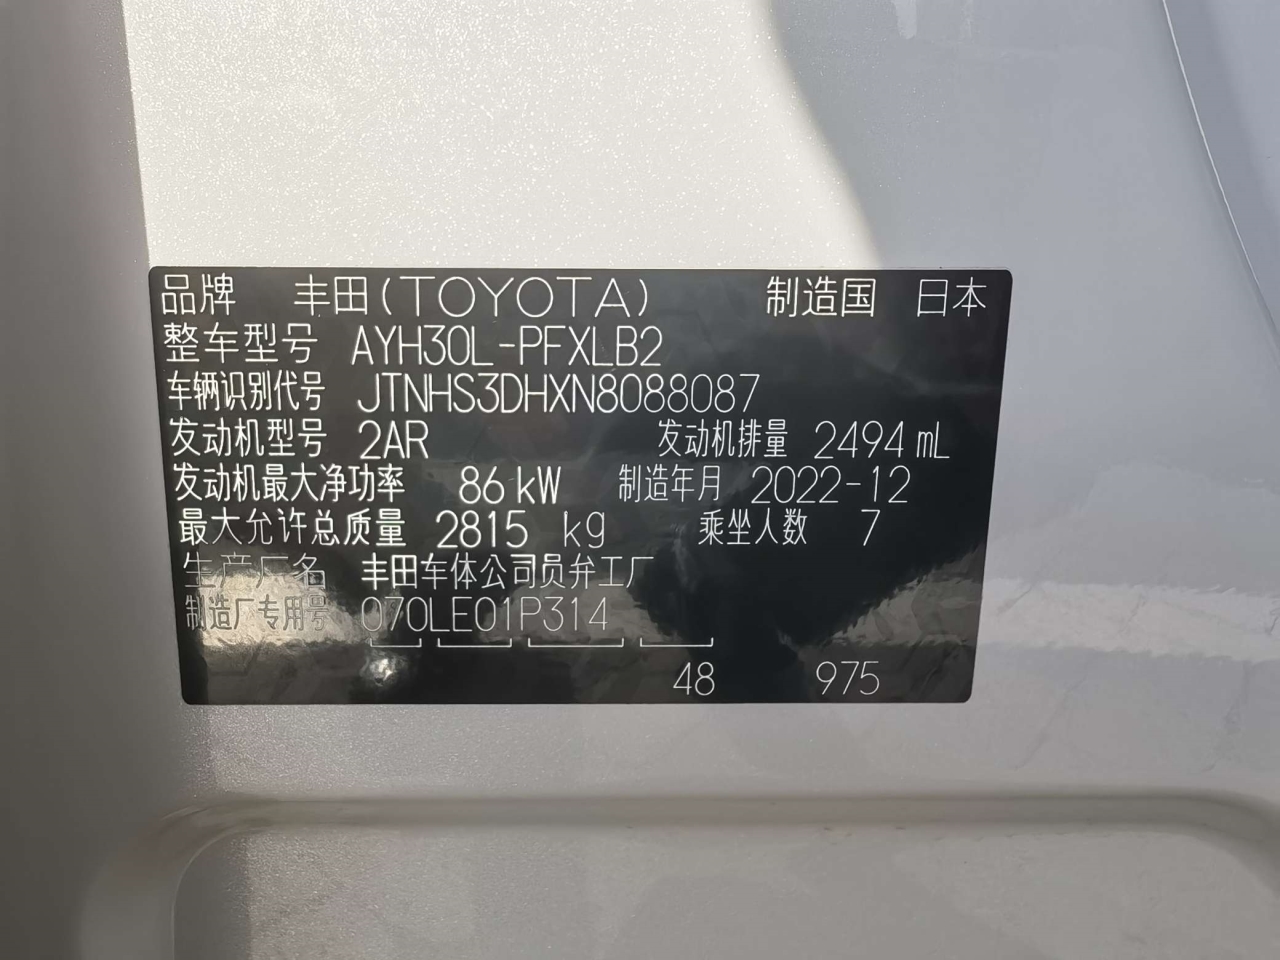 品牌 丰田(TOYOTA) 制造国 日本
整车型号 AYH30L-PFXLB2
车辆识别代号 JTNHS3DHXN8088087
发动机型号 2AR 发动机排量 2494 mL
发动机最大净功率 86 kW 制造年月 2022-12
最大允许总质量 2815 kg 乘坐人数 7
生产厂名 丰田车体公司员弁工厂
制造厂专用号 070LE01P314
48 975